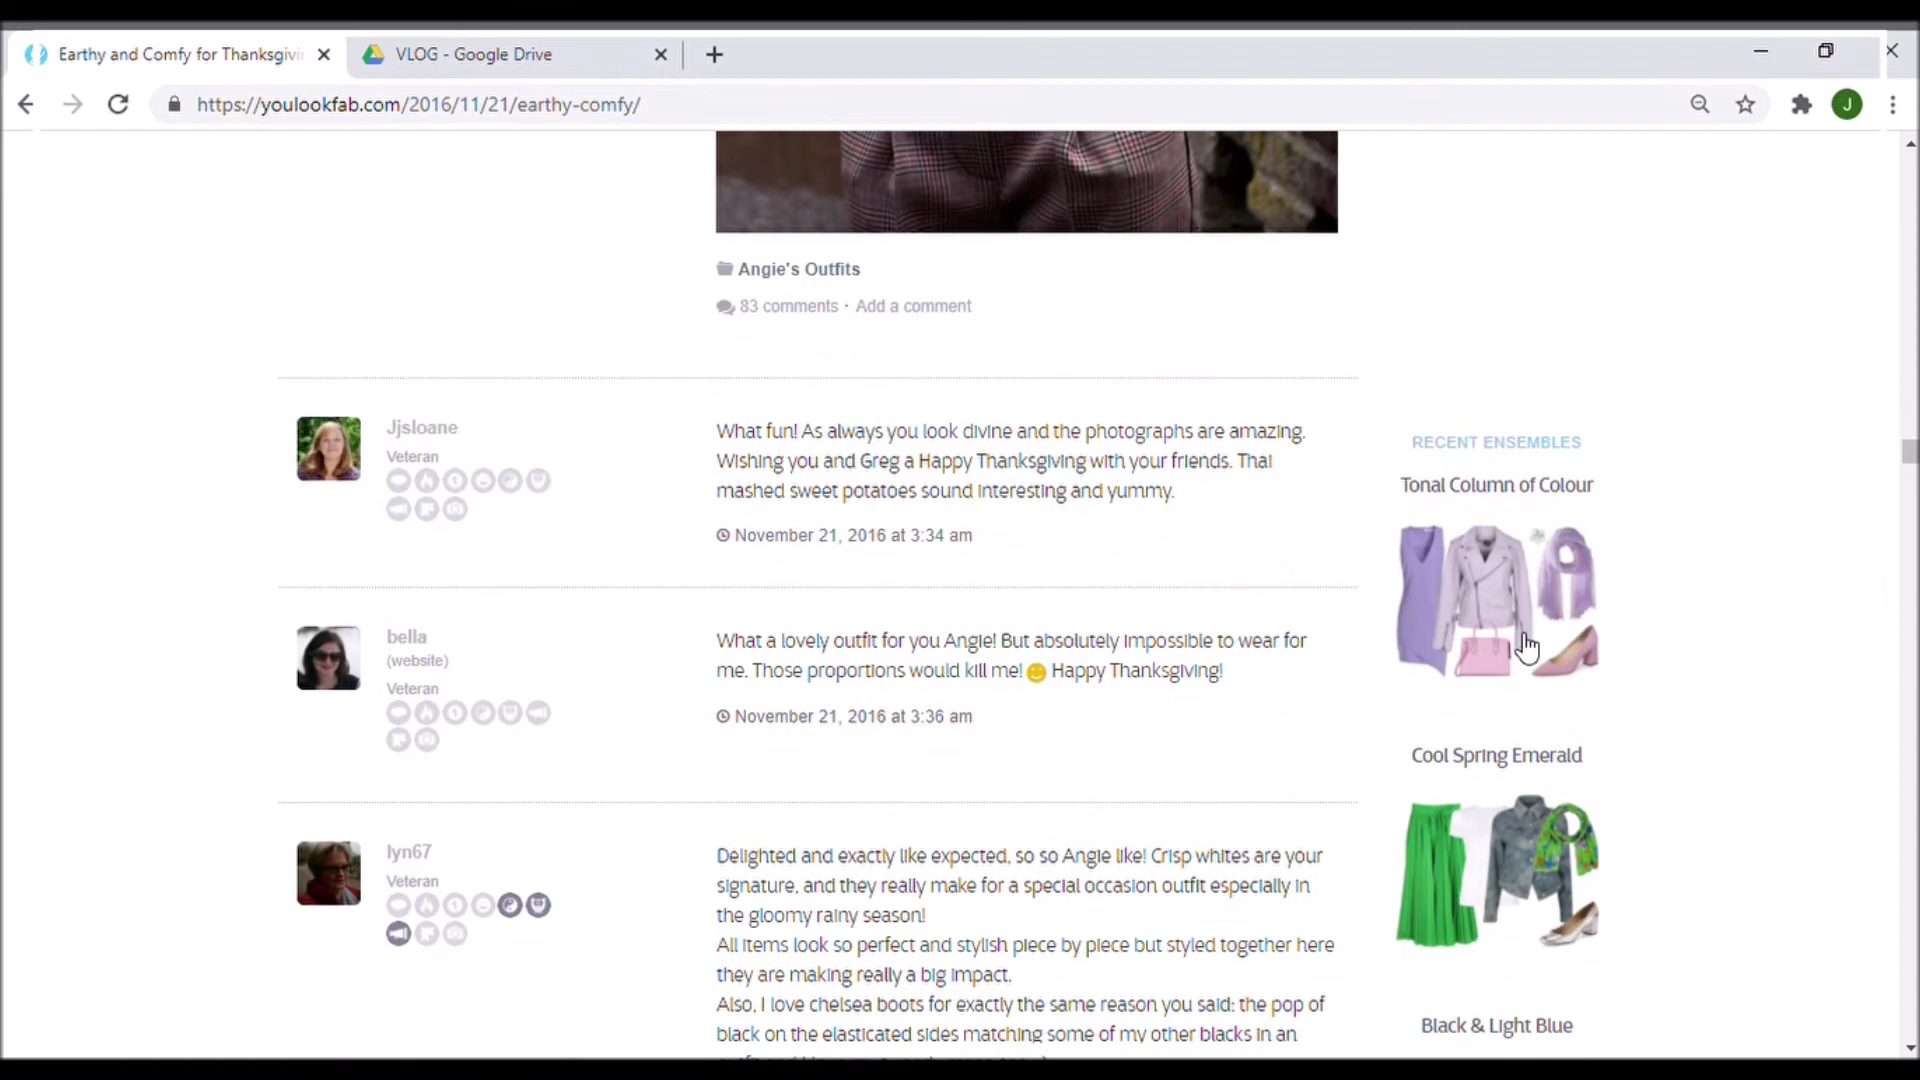 Earthy and Comfy for Thanksgivi
VLOG - Google Drive
https://youlookfab.com/2016/11/21/earthy-comfy/
J
Angie's Outfits
83 comments · Add a comment
Jjsloane
Veteran
What fun! As always you look divine and the photographs are amazing.
Wishing you and Greg a Happy Thanksgiving with your friends. Thai
mashed sweet potatoes sound interesting and yummy.
November 21, 2016 at 3:34 am
bella
(website)
Veteran
What a lovely outfit for you Angie! But absolutely impossible to wear for
me. Those proportions would kill me! Happy Thanksgiving!
November 21, 2016 at 3:36 am
lyn67
Veteran
Delighted and exactly like expected, so so Angie like! Crisp whites are your
signature, and they really make for a special occasion outfit especially in
the gloomy rainy season!
All items look so perfect and stylish piece by piece but styled together here
they are making really a big impact.
Also, I love chelsea boots for exactly the same reason you said: the pop of
black on the elasticated sides matching some of my other blacks in an
RECENT ENSEMBLES
Tonal Column of Colour
Cool Spring Emerald
Black & Light Blue